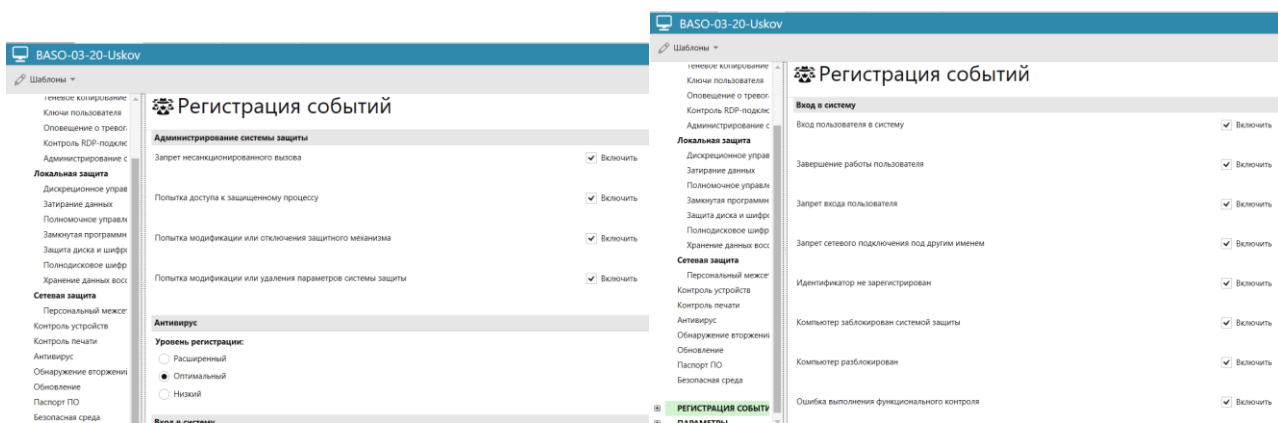 BASO-03-20-Uskov
Шаблоны
теневое копирование
Ключи пользователя
Оповещение о тревог
Контроль RDP-подклю
Администрирование с
Локальная защита
Дискреционное управ
Затирание данных
Полномочное управле
Замкнутая программн
Защита диска и шифро
Полнодисковое шифр
Хранение данных восс
Сетевая защита
Персональный межсет
Контроль устройств
Контроль печати
Антивирус
Обнаружение вторжени
Обновление
Паспорт ПО
Безопасная среда
Регистрация событий
Администрирование системы защиты
Запрет несанкционированного вызова
Включить
Попытка доступа к защищенному процессу
Включить
Попытка модификации или отключения защитного механизма
Включить
Попытка модификации или удаления параметров системы защиты
Включить
Антивирус
Уровень регистрации:
Расширенный
Оптимальный
Низкий
Вход в систему
BASO-03-20-Uskov
Шаблоны
теневое копирование
Ключи пользователя
Оповещение о тревог
Контроль RDP-подклю
Администрирование с
Локальная защита
Дискреционное управ
Затирание данных
Полномочное управле
Замкнутая программн
Защита диска и шифро
Полнодисковое шифр
Хранение данных восс
Сетевая защита
Персональный межсет
Контроль устройств
Контроль печати
Антивирус
Обнаружение вторжени
Обновление
Паспорт ПО
Безопасная среда
РЕГИСТРАЦИЯ СОБЫТИ
ПАРАМЕТРЫ
Регистрация событий
Вход в систему
Вход пользователя в систему
Включить
Завершение работы пользователя
Включить
Запрет входа пользователя
Включить
Запрет сетевого подключения под другим именем
Включить
Идентификатор не зарегистрирован
Включить
Компьютер заблокирован системой защиты
Включить
Компьютер разблокирован
Включить
Ошибка выполнения функционального контроля
Включить